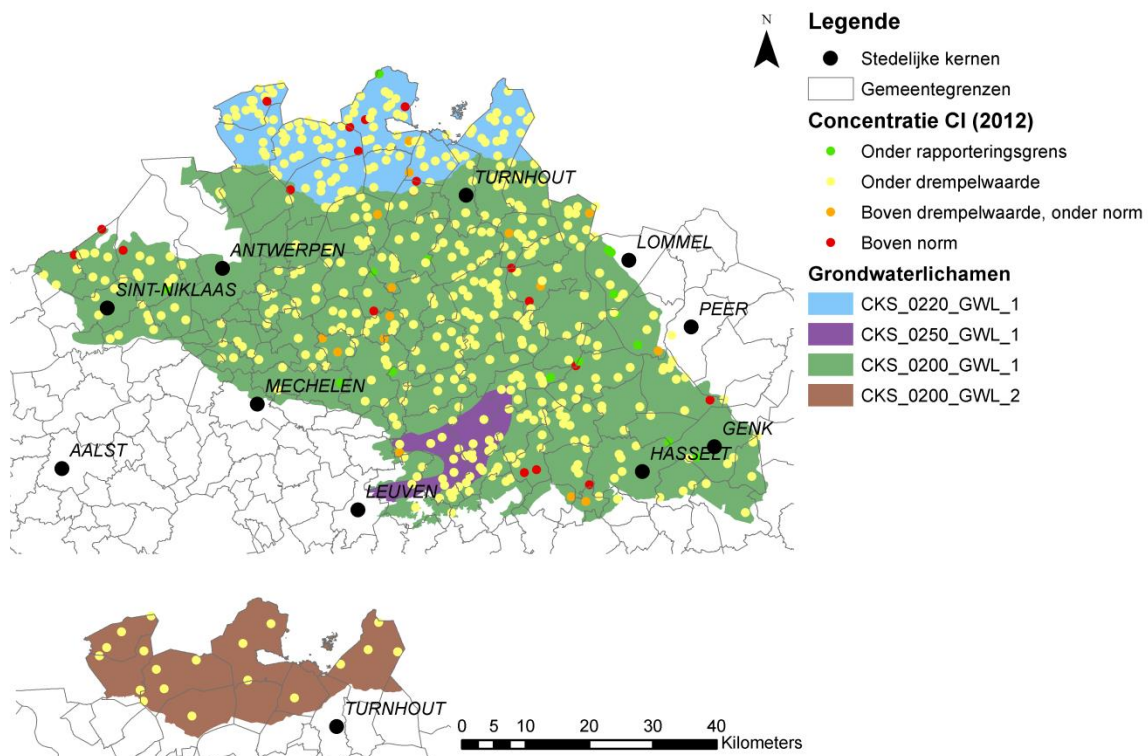 N
Legende
Stedelijke kernen
Gemeentegrenzen
Concentratie Cl (2012)
Onder rapporteringsgrens
Onder drempelwaarde
Boven drempelwaarde, onder norm
Boven norm
Grondwaterlichamen
CKS_0220_GWL_1
CKS_0250_GWL_1
CKS_0200_GWL_1
CKS_0200_GWL_2
TURNHOUT
ANTWERPEN
LOMMEL
SINT-NIKLAAS
PEER
MECHELEN
GENK
AALST
HASSELT
LEUVEN
TURNHOUT
0 5 10 20 30 40
Kilometers